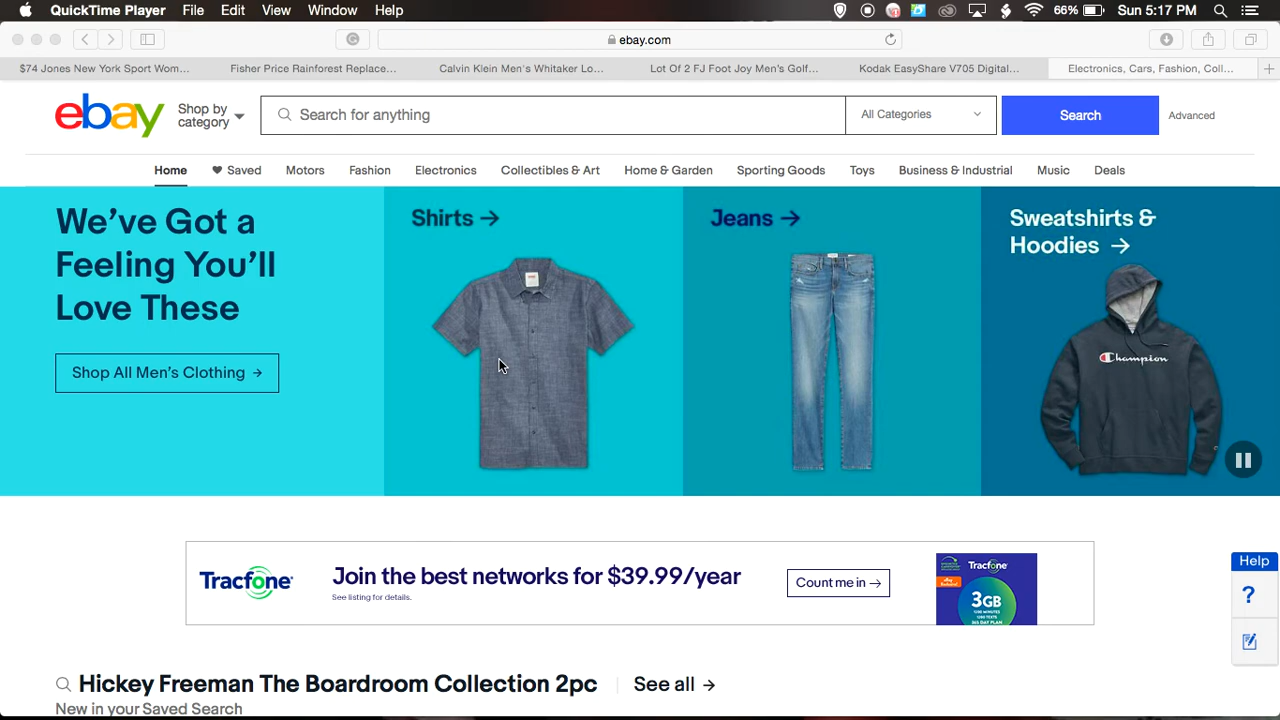 QuickTime Player File Edit View Window Help 66% Sun 5:17 PM
ebay.com
$74 Jones New York Sport Wom... Fisher Price Rainforest Replace... Calvin Klein Men's Whitaker Lo... Lot Of 2 FJ Foot Joy Men's Golf... Kodak EasyShare V705 Digital... Electronics, Cars, Fashion, Coll...
ebay
Shop by
category
Search for anything
All Categories
Search
Advanced
Home Saved Motors Fashion Electronics Collectibles & Art Home & Garden Sporting Goods Toys Business & Industrial Music Deals
We've Got a
Feeling You'll
Love These
Shop All Men's Clothing →
Shirts →
Jeans →
Sweatshirts &
Hoodies →
Champion
Tracfone
Join the best networks for $39.99/year
See listing for details.
Count me in →
Tracfone
3GB
365 DAY PLAN
Help
?
Hickey Freeman The Boardroom Collection 2pc
See all →
New in your Saved Search